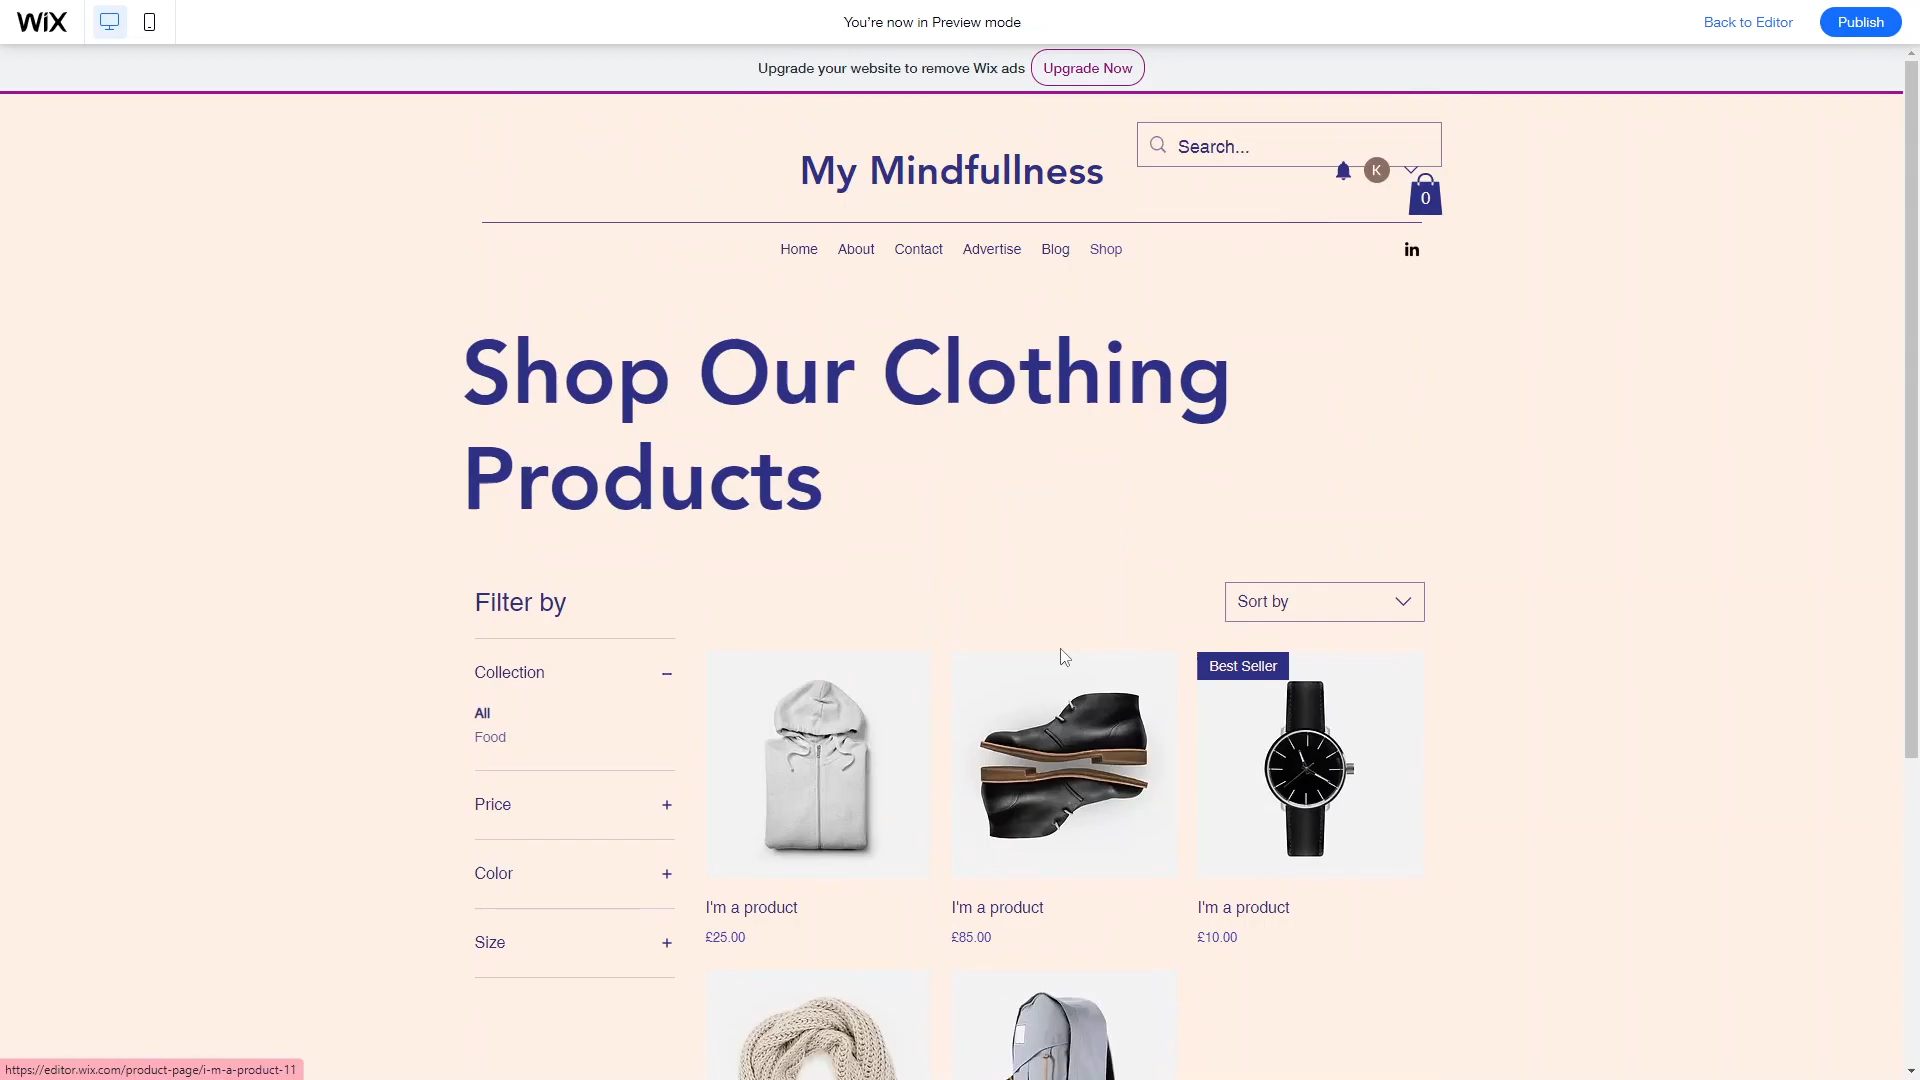 WiX
You're now in Preview mode
Back to Editor
Publish
Upgrade your website to remove Wix ads
Upgrade Now
My Mindfullness
Search...
K
0
Home
About
Contact
Advertise
Blog
Shop
in
Shop Our Clothing
Products
Filter by
Sort by
Collection
All
Food
Price
Color
Size
Best Seller
I'm a product
£25.00
I'm a product
£85.00
I'm a product
£10.00
https://editor.wix.com/product-page/i-m-a-product-11